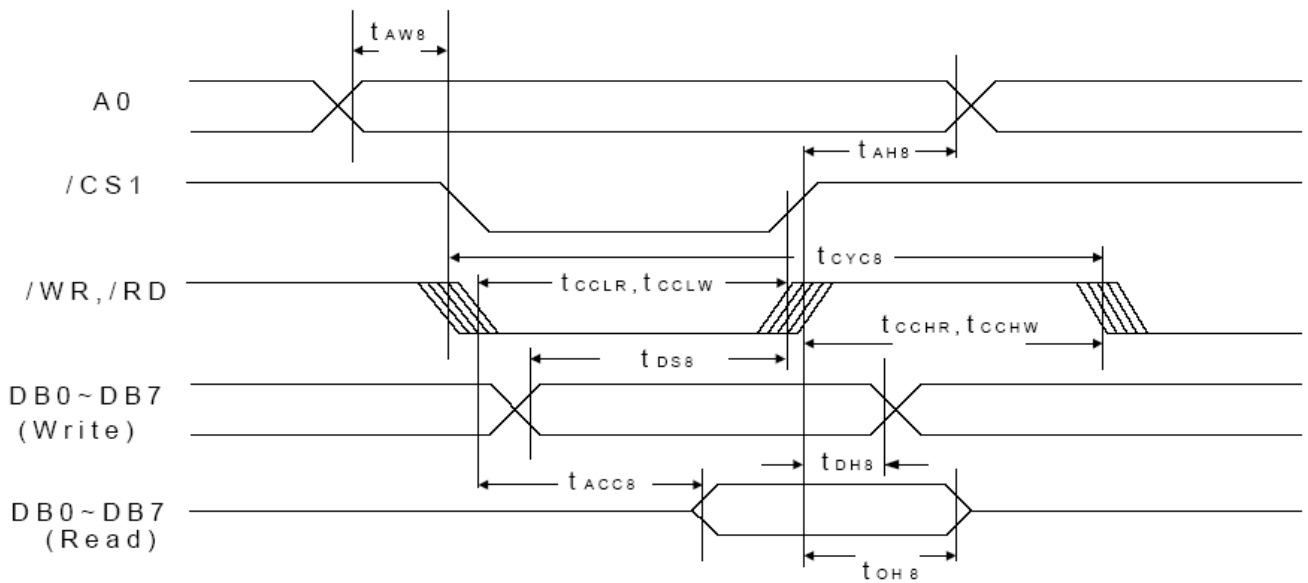 tAW8
A0
tAH8
/CS1
tCYC8
/WR,/RD
tCCLR,tCCLW
tCCHR,tCCHW
tDS8
DB0~DB7
(Write)
tDH8
tACC8
DB0~DB7
(Read)
tOH8